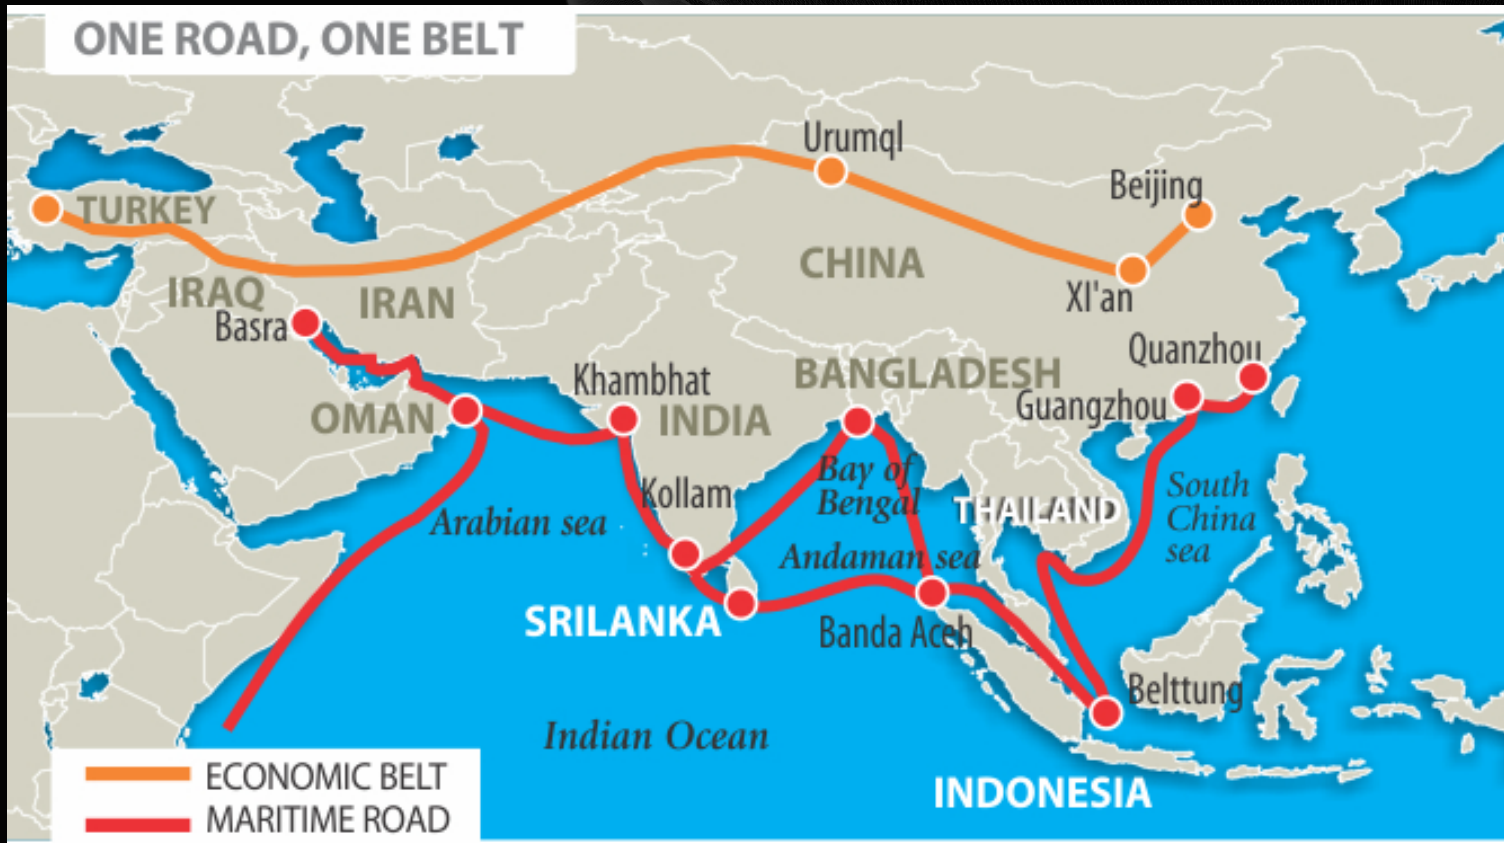 ONE ROAD, ONE BELT
Urumql
Beijing
TURKEY
CHINA
XI'an
IRAQ
IRAN
Basra
Quanzhou
Khambhat
BANGLADESH
Guangzhou
OMAN
INDIA
Bay of
Bengal
Kollam
THAILAND
South
China
sea
Arabian sea
Andaman sea
SRILANKA
Banda Aceh
Belttung
Indian Ocean
INDONESIA
ECONOMIC BELT
MARITIME ROAD